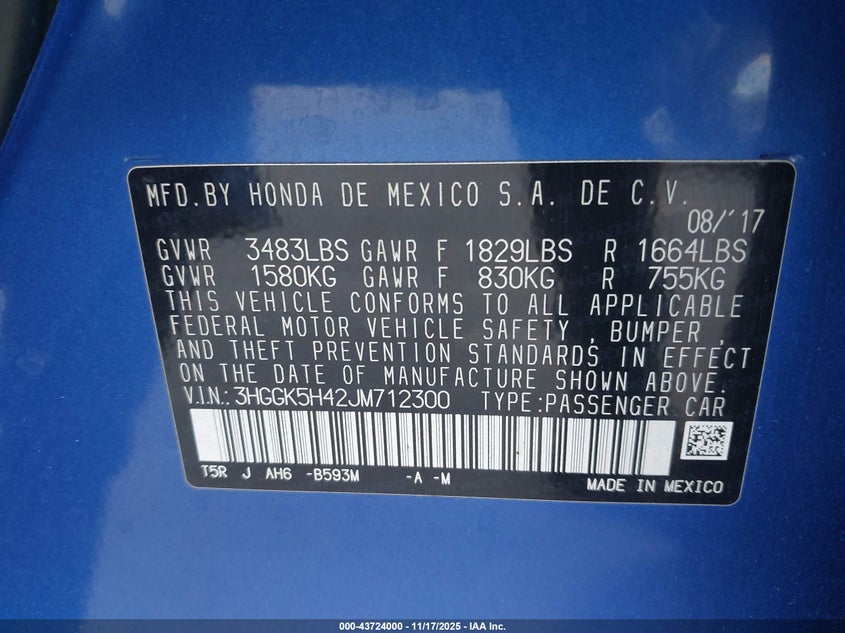 MFD.BY HONDA DE MEXICO S.A. DE C.V.
08/'17
GVWR 3483LBS GAWR F 1829LBS R 1664LBS
GVWR 1580KG GAWR F 830KG R 755KG
THIS VEHICLE CONFORMS TO ALL APPLICABLE
FEDERAL MOTOR VEHICLE SAFETY , BUMPER ,
AND THEFT PREVENTION STANDARDS IN EFFECT
ON THE DATE OF MANUFACTURE SHOWN ABOVE.
V.I.N.:3HGGK5H42JM712300 TYPE:PASSENGER CAR
T5R J AH6 -B593M -A -M
MADE IN MEXICO
000-43724000 - 11/17/2025 - IAA Inc.